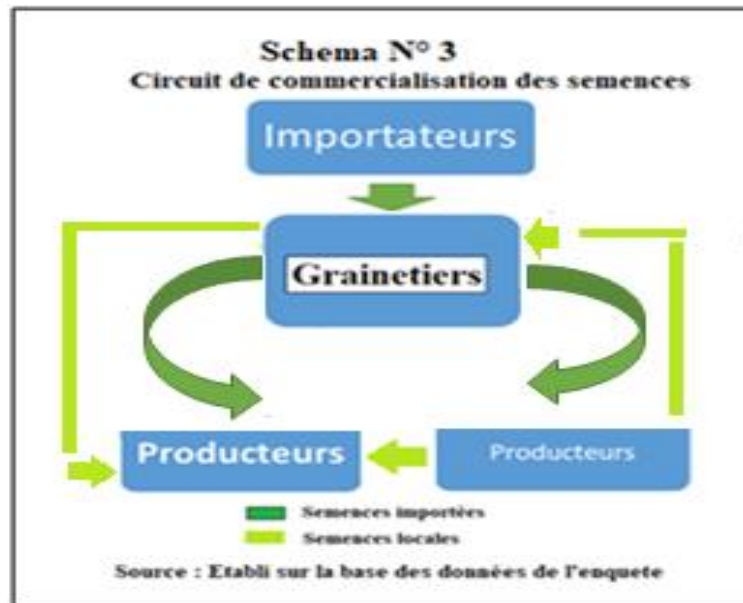 Schema N° 3
Circuit de commercialisation des semences
Importateurs
Grainetiers
Producteurs
Producteurs
Semences importées
Semences locales
Source : Etabli sur la base des données de l'enquete